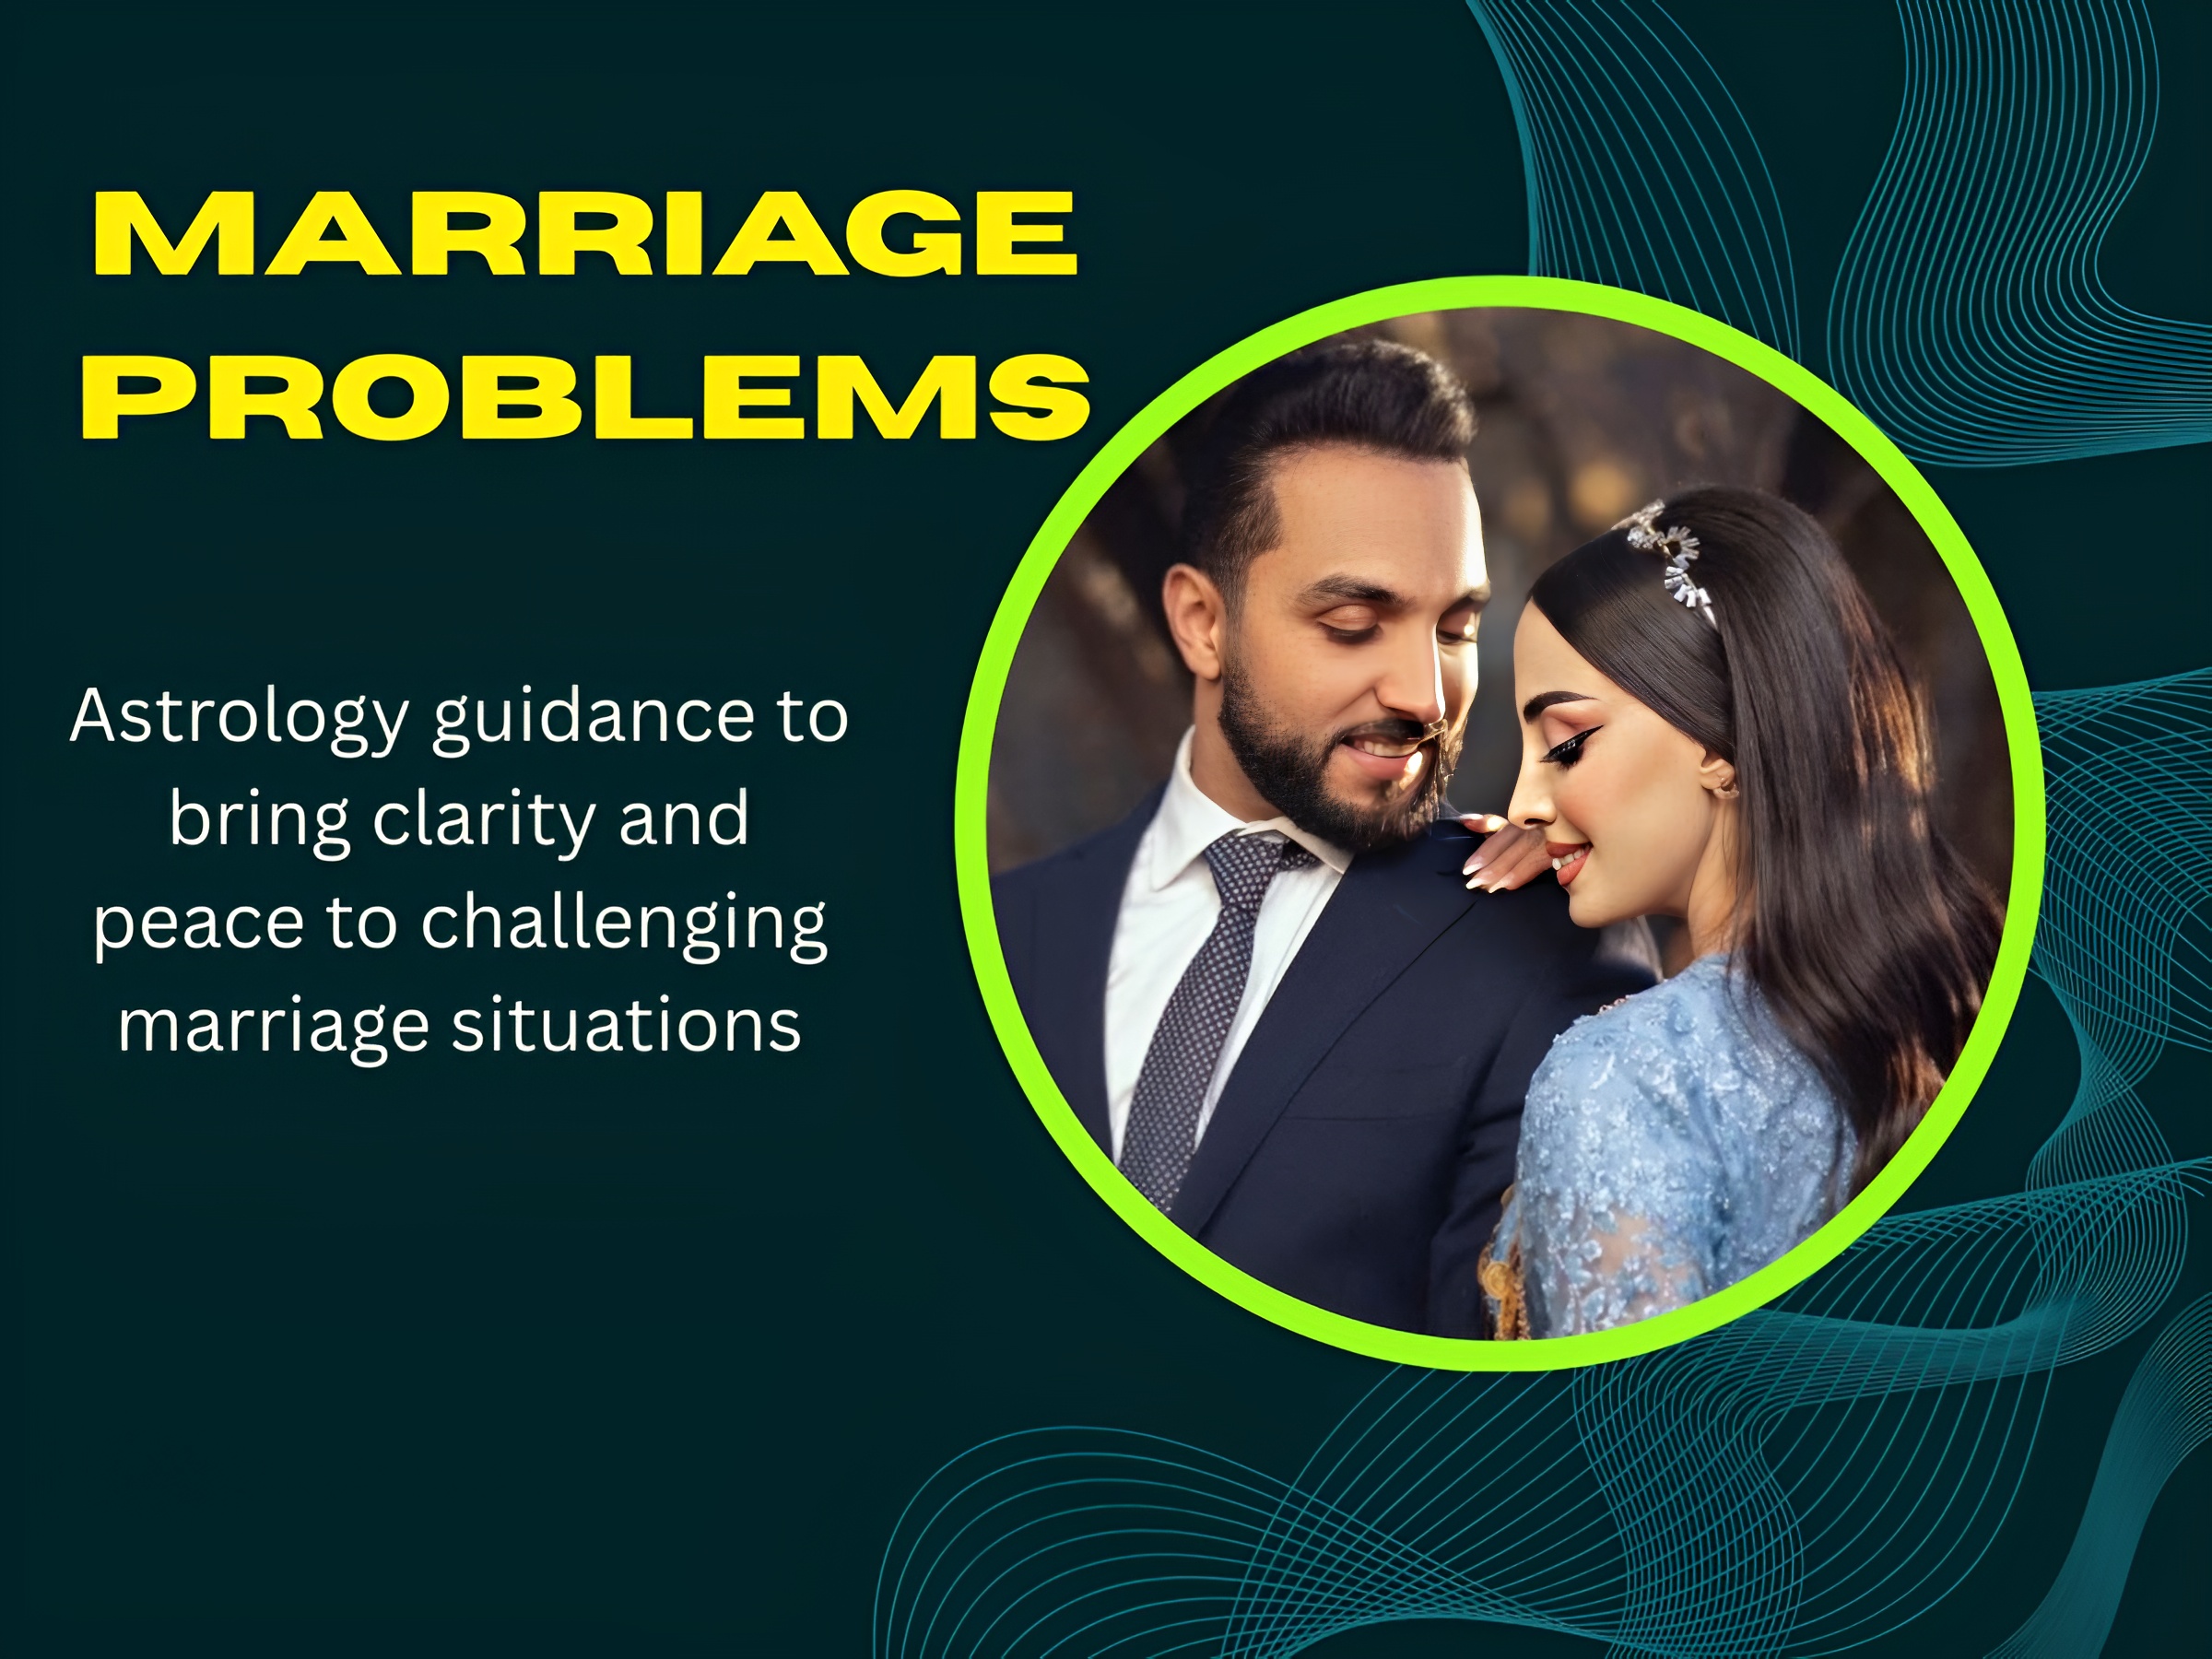 MARRIAGE
PROBLEMS
Astrology guidance to
bring clarity and
peace to challenging
marriage situations